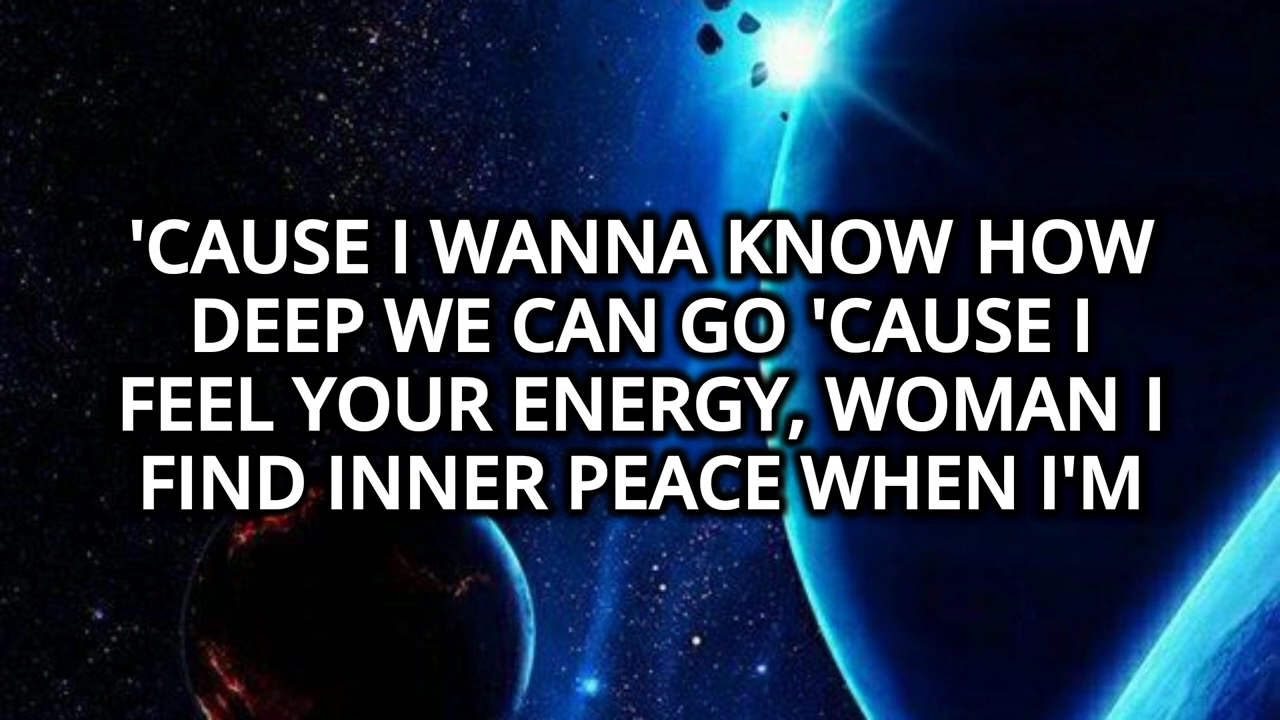 'CAUSE I WANNA KNOW HOW
DEEP WE CAN GO 'CAUSE I
FEEL YOUR ENERGY, WOMAN I
FIND INNER PEACE WHEN I'M